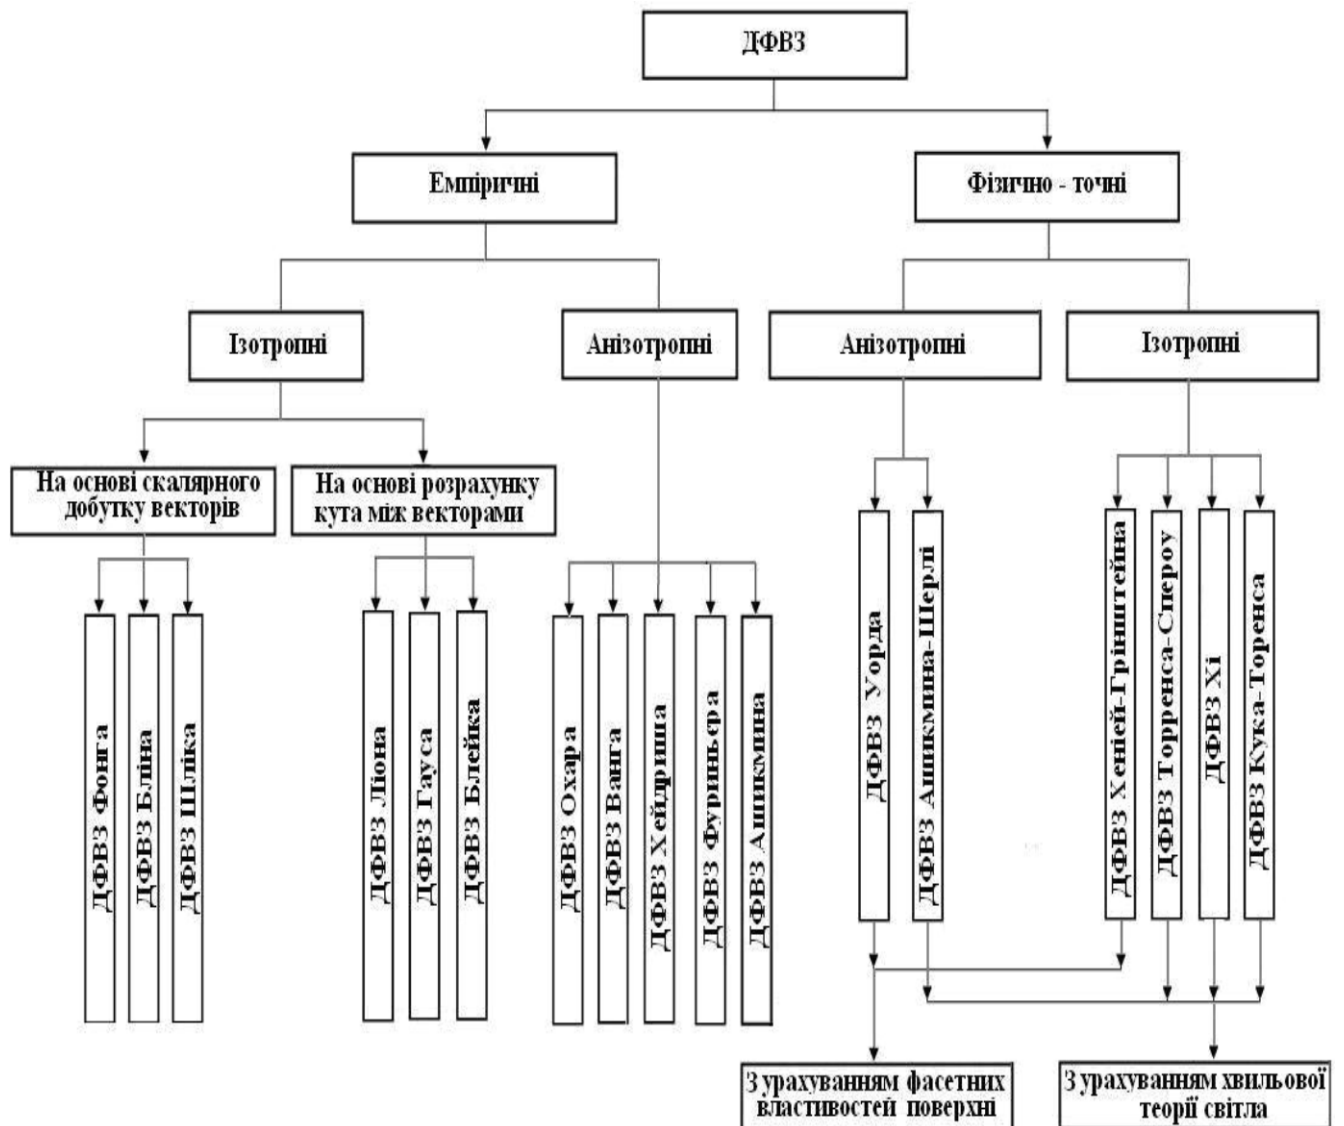 ДФВЗ
Емпіричні
Фізично - точні
Ізотропні
Анізотропні
Анізотропні
Ізотропні
На основі скалярного
добутку векторів
На основі розрахунку
кута між векторами
ДФВЗ Фонга
ДФВЗ Бліна
ДФВЗ Шліка
ДФВЗ Ліона
ДФВЗ Гауса
ДФВЗ Блейка
ДФВЗ Охара
ДФВЗ Ванга
ДФВЗ Хейдриша
ДФВЗ Фуриньєра
ДФВЗ Ашикмина
ДФВЗ Уорда
ДФВЗ Ашикмина-Шерлі
ДФВЗ Хеніей-Грінштейна
ДФВЗ Торренса-Спероу
ДФВЗ Хі
ДФВЗ Кука-Торенса
З урахуванням фасетних
властивостей поверхні
З урахуванням хвильової
теорії світла